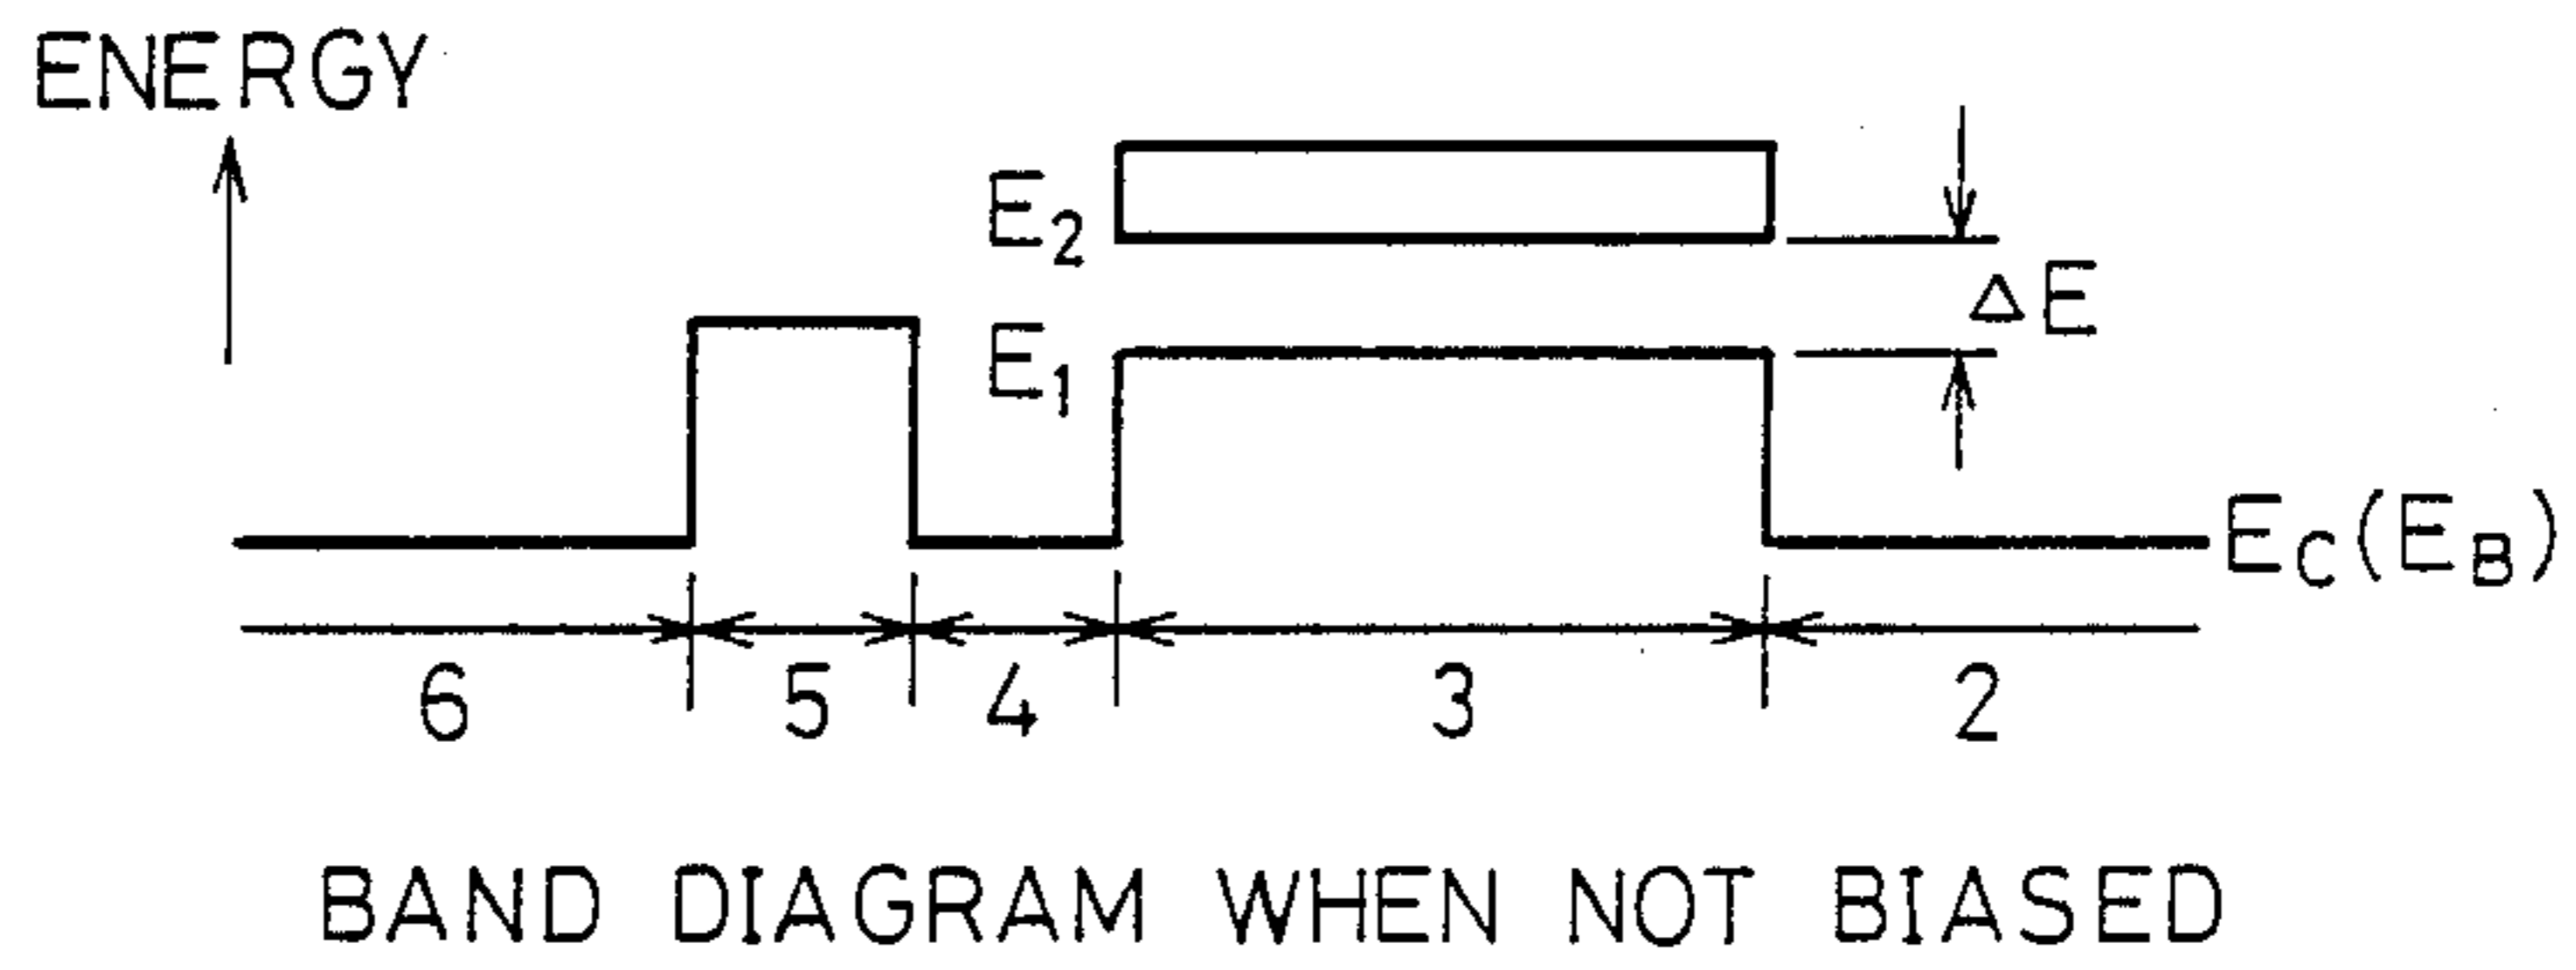 ENERGY
E2
ΔE
E1
EC(EB)
6 5 4 3 2
BAND DIAGRAM WHEN NOT BIASED